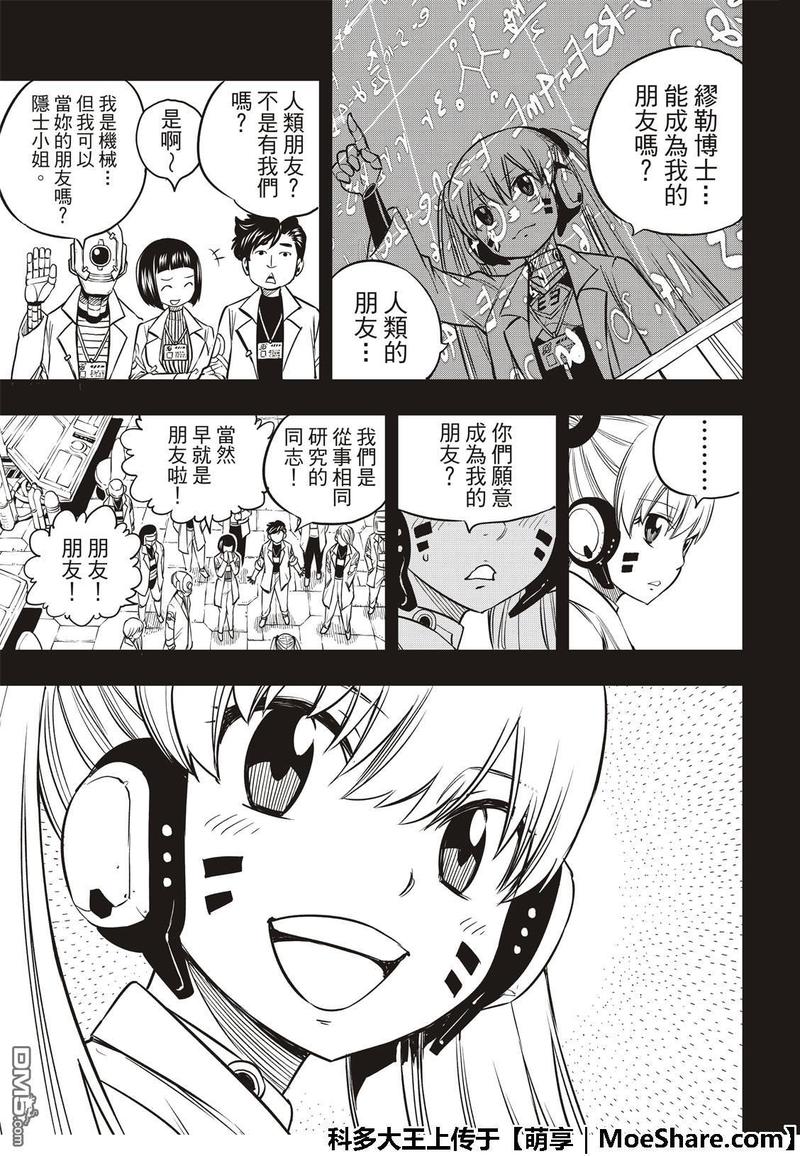 繆勒博士…
能成為我的
朋友嗎？
人類的
朋友…
人類朋友？
不是有我們
嗎？
是啊～
我是機械…
但我可以
當妳的朋友嗎？
隱士小姐。
……
你們願意
成為我的
朋友？
我們是
從事相同
研究的
同志！
當然
早就是
朋友啦！
朋友！
朋友！
DM5
科多大王上传于【萌享｜MoeShare.com】